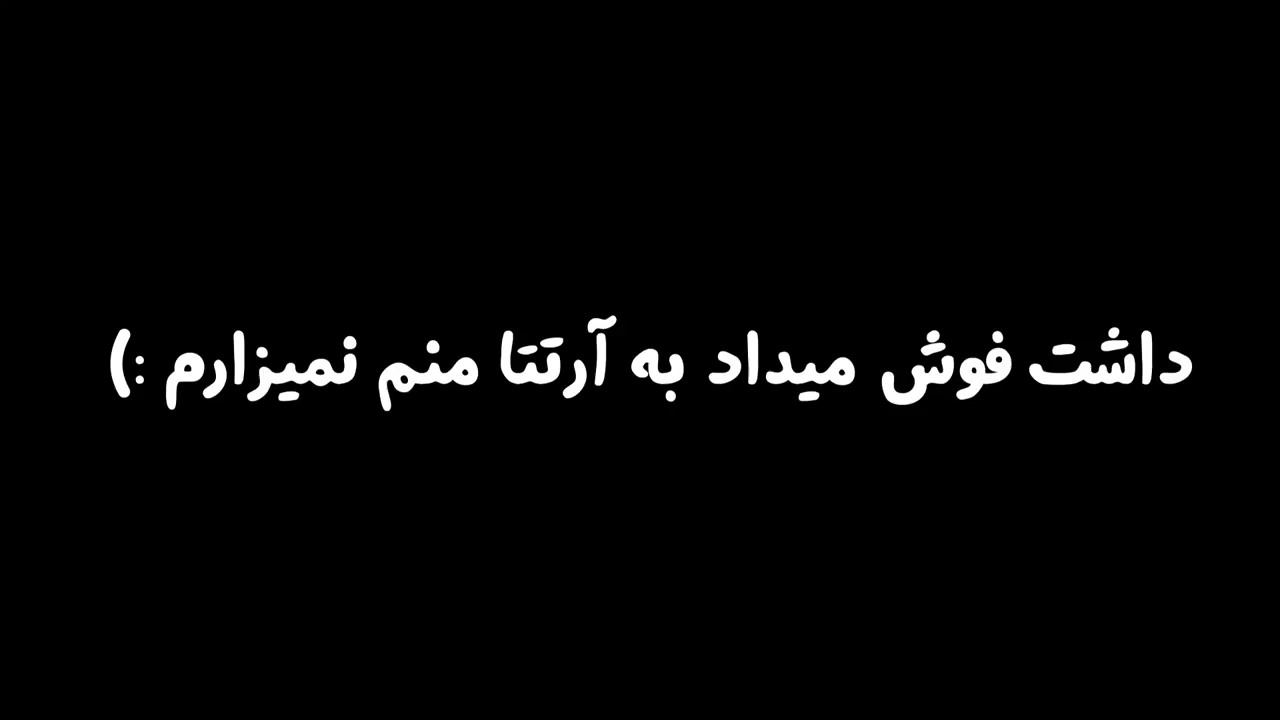 داشت فوش میداد به آرتتا منم نمیزارم :)